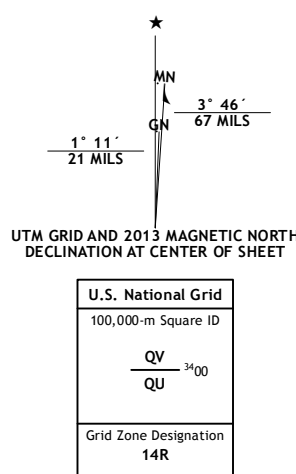 ★
MN
3° 46´
67 MILS
GN
1° 11´
21 MILS
UTM GRID AND 2013 MAGNETIC NORTH
DECLINATION AT CENTER OF SHEET
U.S. National Grid
100,000-m Square ID
QV
3400
QU
Grid Zone Designation
14R